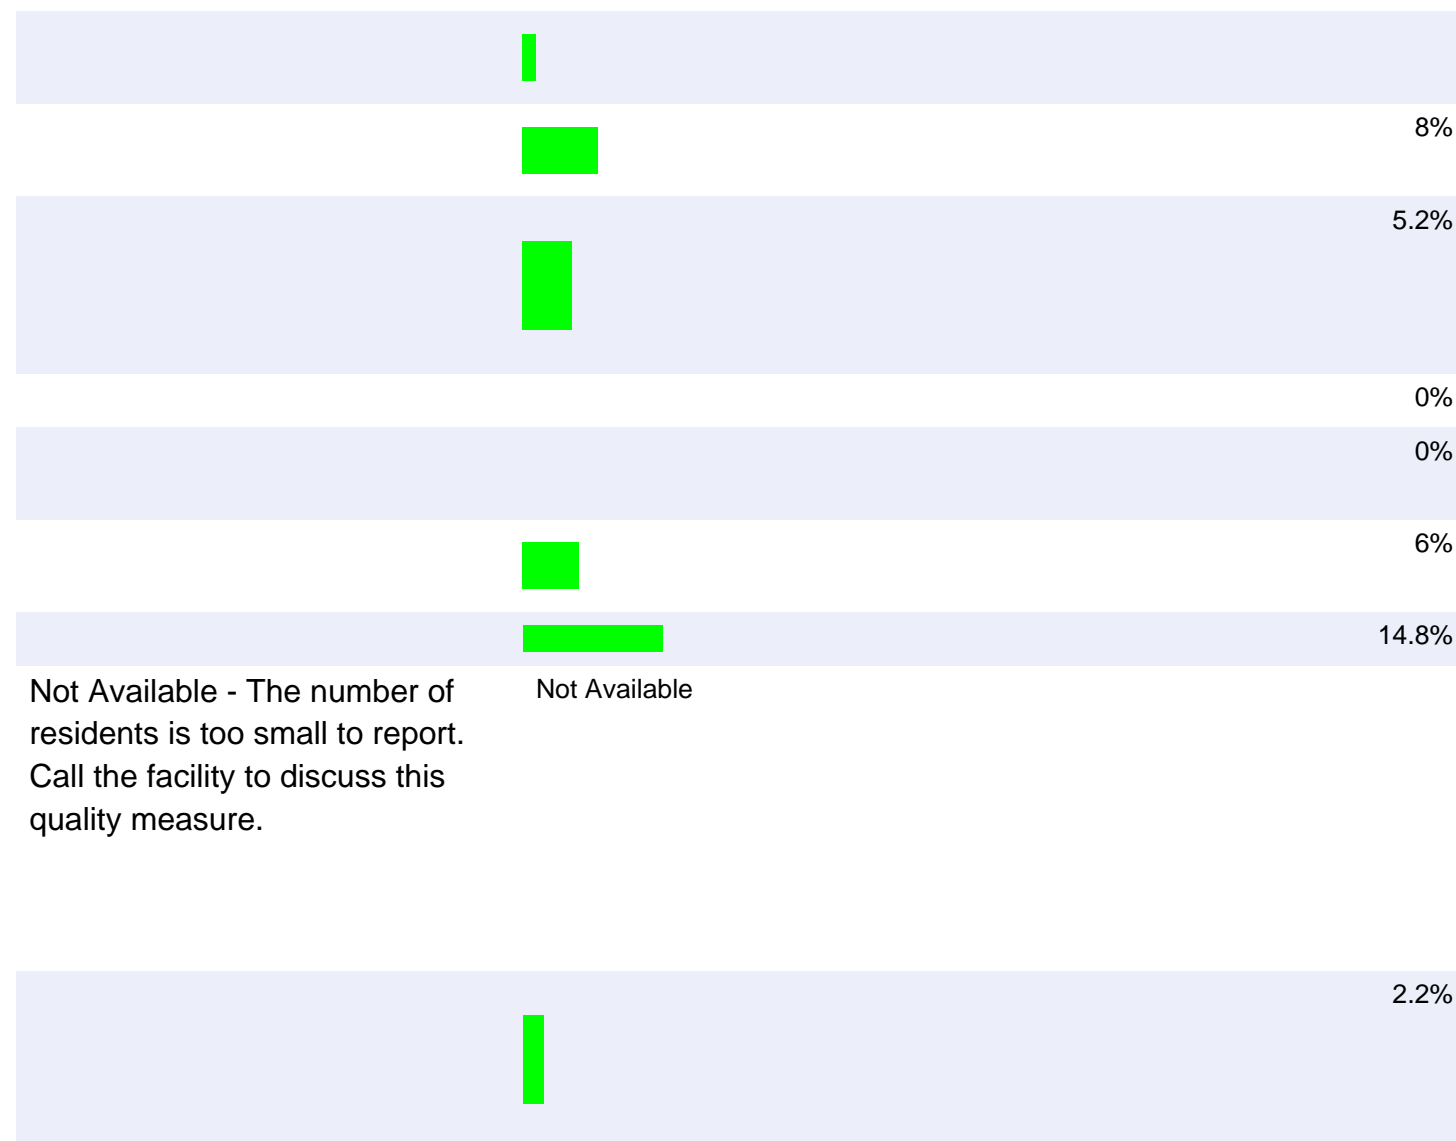 8%
5.2%
0%
0%
6%
14.8%
Not Available - The number of
residents is too small to report.
Call the facility to discuss this
quality measure.
Not Available
2.2%